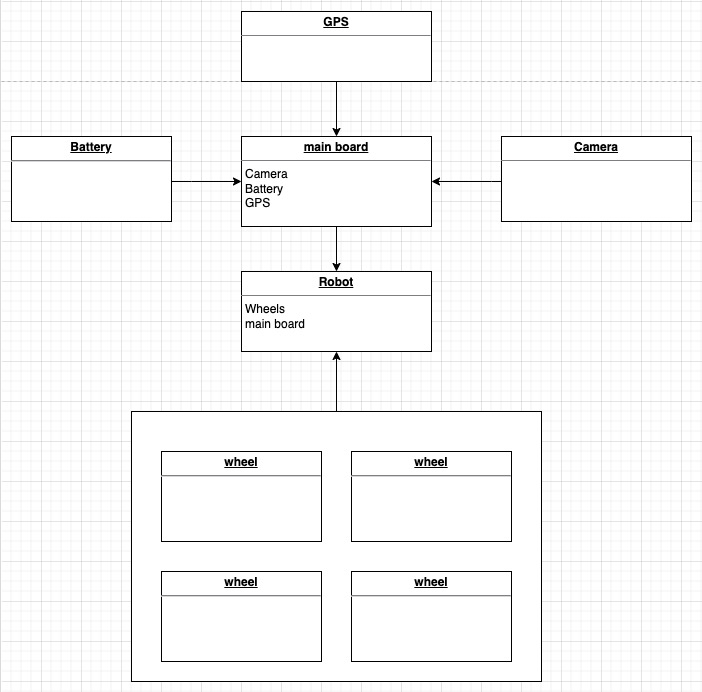 GPS
Battery
main board
Camera
Camera
Battery
GPS
Robot
Wheels
main board
wheel
wheel
wheel
wheel